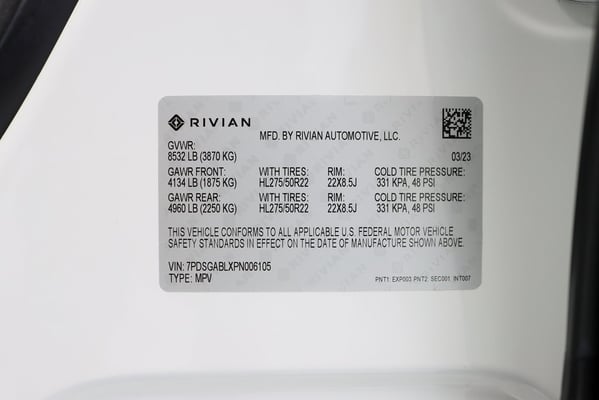 RIVIAN
MFD. BY RIVIAN AUTOMOTIVE, LLC.
GVWR:
8532 LB (3870 KG) 03/23
GAWR FRONT: WITH TIRES: RIM: COLD TIRE PRESSURE:
4134 LB (1875 KG) HL275/50R22 22X8.5J 331 KPA, 48 PSI
GAWR REAR: WITH TIRES: RIM: COLD TIRE PRESSURE:
4960 LB (2250 KG) HL275/50R22 22X8.5J 331 KPA, 48 PSI
THIS VEHICLE CONFORMS TO ALL APPLICABLE U.S. FEDERAL MOTOR VEHICLE
SAFETY STANDARDS IN EFFECT ON THE DATE OF MANUFACTURE SHOWN ABOVE.
VIN: 7PDSGABLXPN006105
TYPE: MPV PNT1: EXP003 PNT2: SEC001 INT007